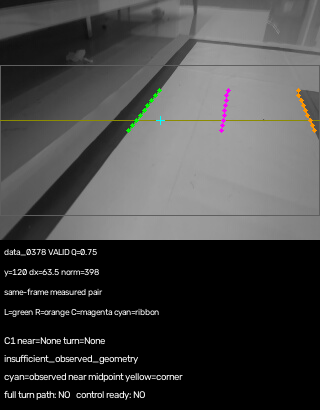 data_0378 VALID Q=0.75
y=120 dx=63.5 norm=398
same-frame measured pair
L=green R=orange C=magenta cyan=ribbon
C1 near=None turn=None
insufficient_observed_geometry
cyan=observed near midpoint yellow=corner
full turn path: NO control ready: NO